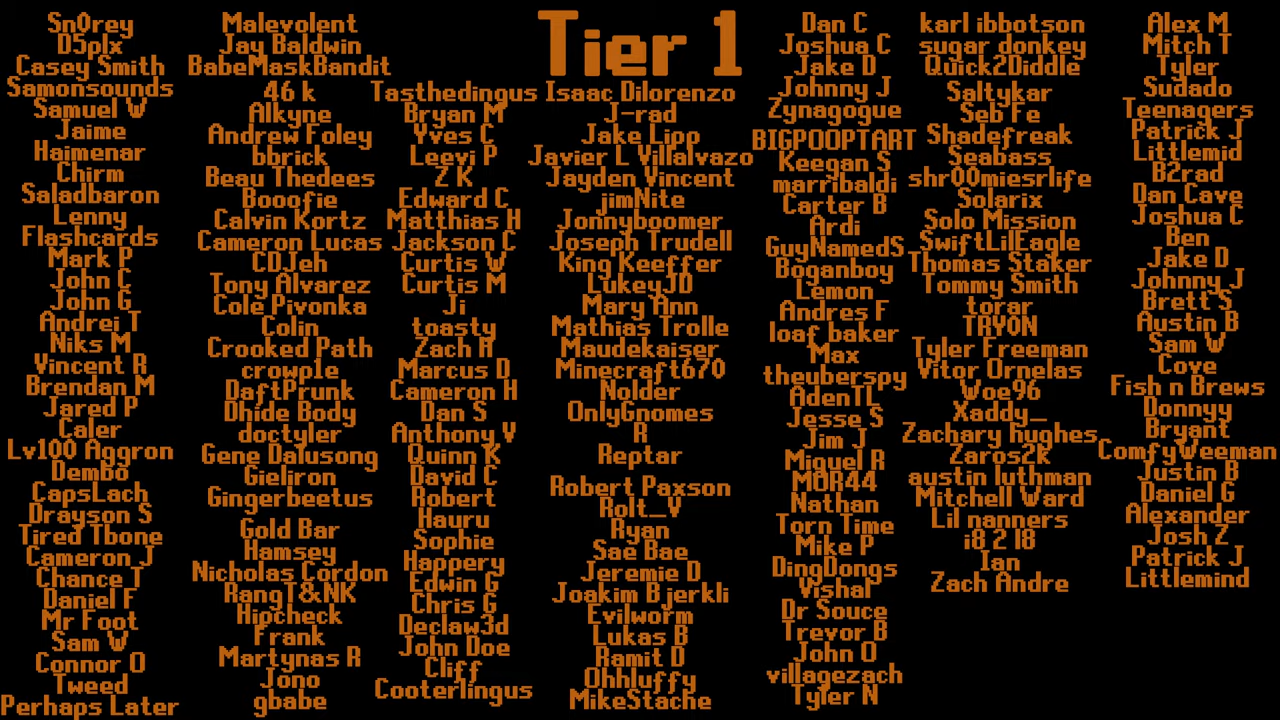 Tier 1
Sn0rey
D5plx
Casey Smith
Samonsounds
Samuel W
Jaime
Haimenar
Chirm
Saladbaron
Lenny
Flashcards
Mark P
John C
John G
Andrei T
Niks M
Vincent R
Brendan M
Jared P
Caler
Lv100 Aggron
Dembo
CapsLach
Drayson S
Tired Tbone
Cameron J
Chance T
Daniel F
Mr Foot
Sam W
Connor O
Tweed
Perhaps Later
Malevolent
Jay Baldwin
BabeMaskBandit
46 k
Alkyne
Andrew Foley
bbrick
Beau Thedees
Booofie
Calvin Kortz
Cameron Lucas
CDJeh
Tony Alvarez
Cole Pivonka
Colin
Crooked Path
crowp1e
DaftPrunk
Dhide Body
doctyler
Gene Dalusong
Gieliron
Gingerbeetus
Gold Bar
Hamsey
Nicholas Cordon
RangT&NK
Hipcheck
Frank
Martynas R
Jono
gbabe
Tasthedingus
Bryan M
Yves C
Leevi P
Z K
Edward C
Matthias H
Jackson C
Curtis W
Curtis M
Ji
toasty
Zach H
Marcus D
Cameron H
Dan S
Anthony V
Quinn K
David C
Robert
Hauru
Sophie
Happery
Edwin G
Chris G
Declaw3d
John Doe
Cliff
Cooterlingus
Isaac Dilorenzo
J-rad
Jake Lipp
Javier L Villalvazo
Jayden Vincent
jimNite
Jonnyboomer
Joseph Trudell
King Keeffer
LukeyJD
Mary Ann
Mathias Trolle
Maudekaiser
Minecraft670
Nolder
OnlyGnomes
R
Reptar
Robert Paxson
Rolt_V
Ryan
Sae Bae
Jeremie D
Joakim Bjerkli
Evilworm
Lukas B
Ramit D
Ohhluffy
MikeStache
Dan C
Joshua C
Jake D
Johnny J
Zynagogue
BIGPOOPTART
Keegan S
marribaldi
Carter B
Ardi
GuyNamedS
Boganboy
Lemon
Andres F
loaf baker
Max
theuberspy
AdenTL
Jesse S
Jim J
Miguel R
MOR44
Nathan
Torn Time
Mike P
DingDongs
Vishal
Dr Souce
Trevor B
John O
villagezach
Tyler N
karl ibbotson
sugar donkey
Quick2Diddle
Saltykar
Seb Fe
Shadefreak
Seabass
shr00miesrlife
Solarix
Solo Mission
SwiftLilEagle
Thomas Staker
Tommy Smith
torar
TRYON
Tyler Freeman
Vitor Ornelas
Woe96
Xaddy_
Zachary hughes
Zaros2k
austin luthman
Mitchell Ward
Lil nanners
i8 2 18
Ian
Zach Andre
Alex M
Mitch T
Tyler
Sudado
Teenagers
Patrick J
Littlemid
B2rad
Dan Cave
Joshua C
Ben
Jake D
Johnny J
Brett S
Austin B
Sam W
Cove
Fish n Brews
Donnyy
Bryant
ComfyWeeman
Justin B
Daniel G
Alexander
Josh Z
Patrick J
Littlemind